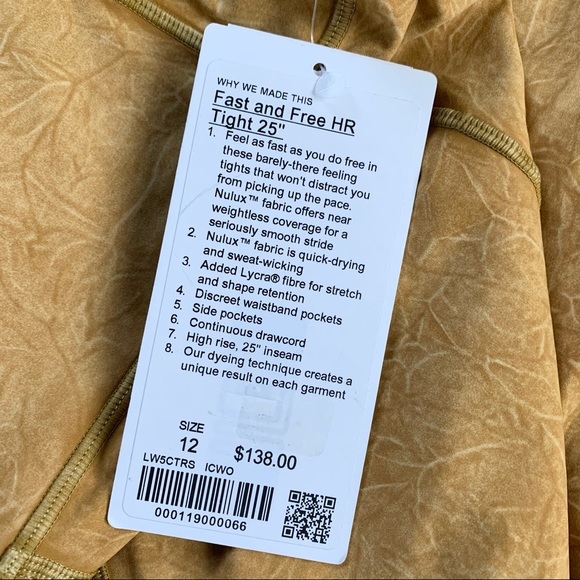 WHY WE MADE THIS
Fast and Free HR
Tight 25"
1. Feel as fast as you do free in
these barely-there feeling
tights that won't distract you
from picking up the pace.
Nulux™ fabric offers near
weightless coverage for a
seriously smooth stride
2. Nulux™ fabric is quick-drying
and sweat-wicking
3. Added Lycra® fibre for stretch
and shape retention
4. Discreet waistband pockets
5. Side pockets
6. Continuous drawcord
7. High rise, 25" inseam
8. Our dyeing technique creates a
unique result on each garment
SIZE
12 $138.00
LW5CTRS ICWO
000119000066